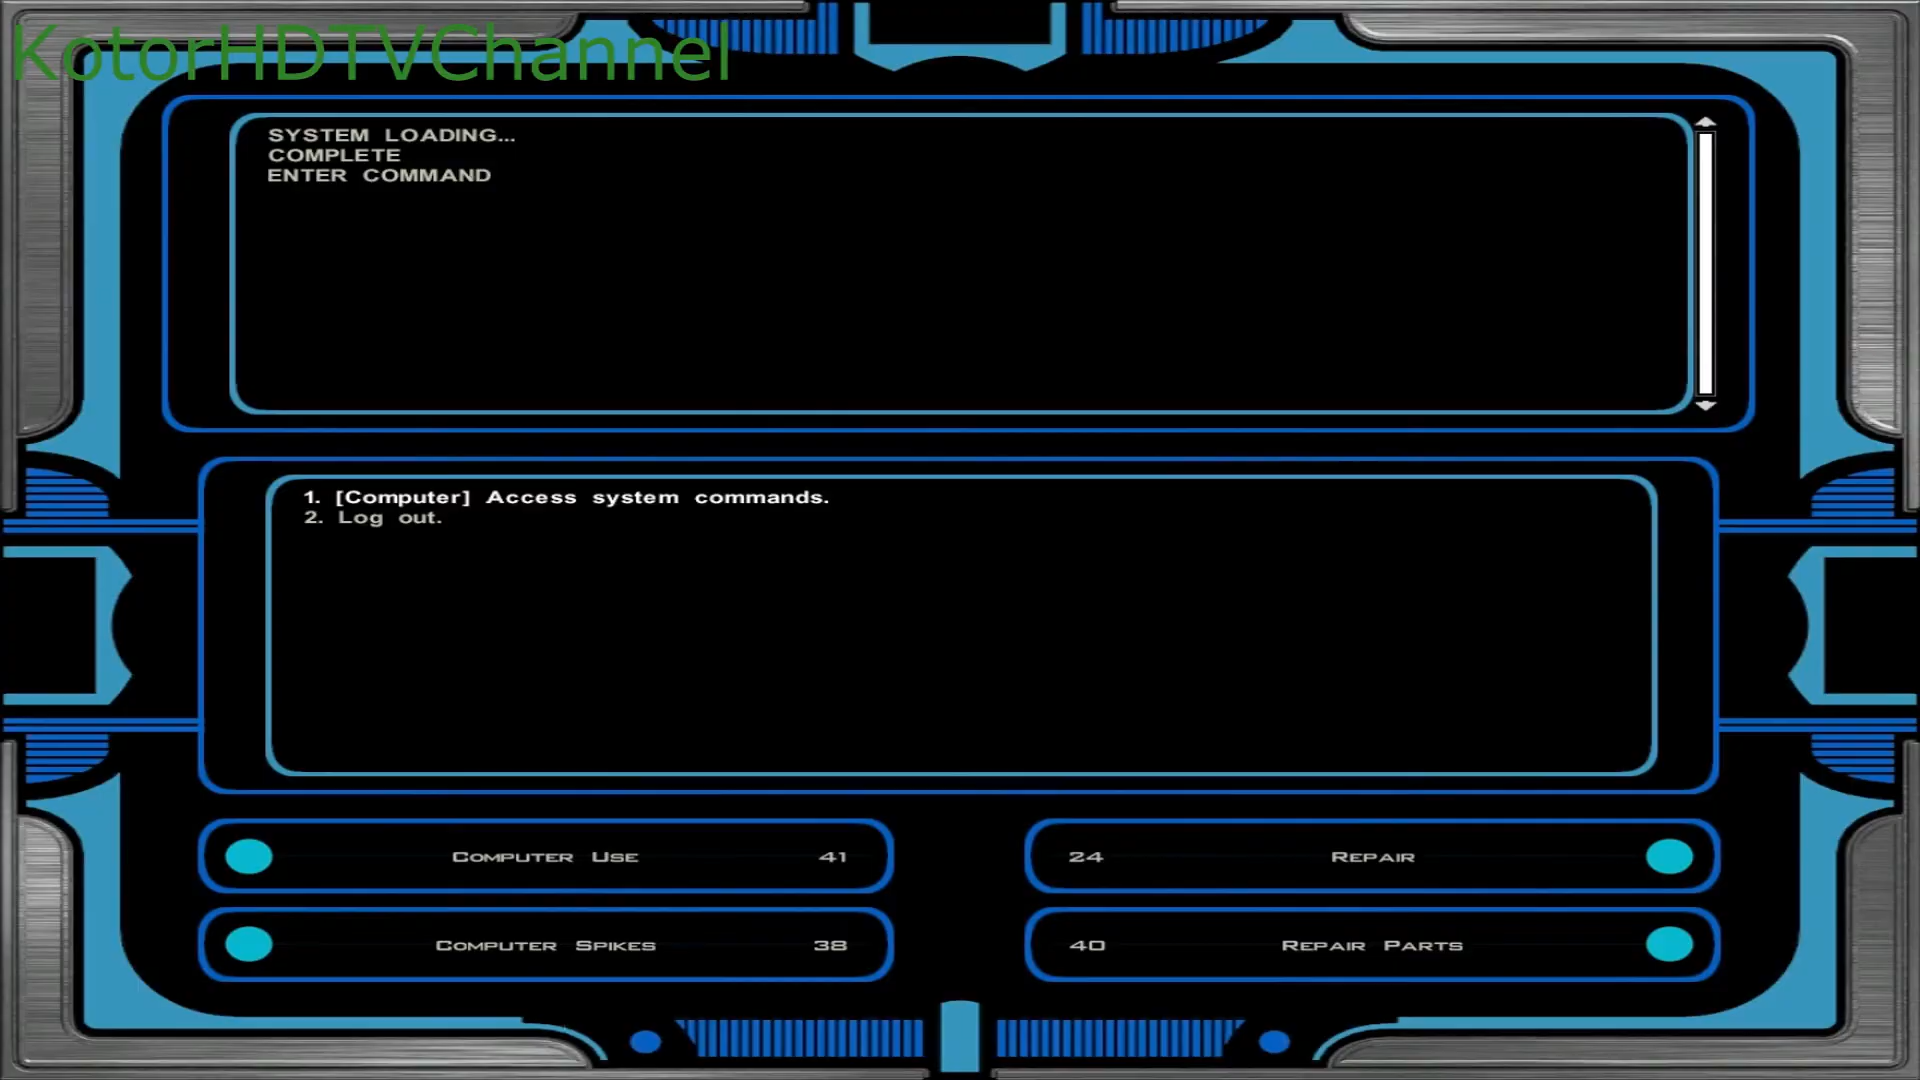 KotorHDTVChannel
SYSTEM LOADING...
COMPLETE
ENTER COMMAND
1. [Computer] Access system commands.
2. Log out.
Computer Use 41
24 Repair
Computer Spikes 38
40 Repair Parts